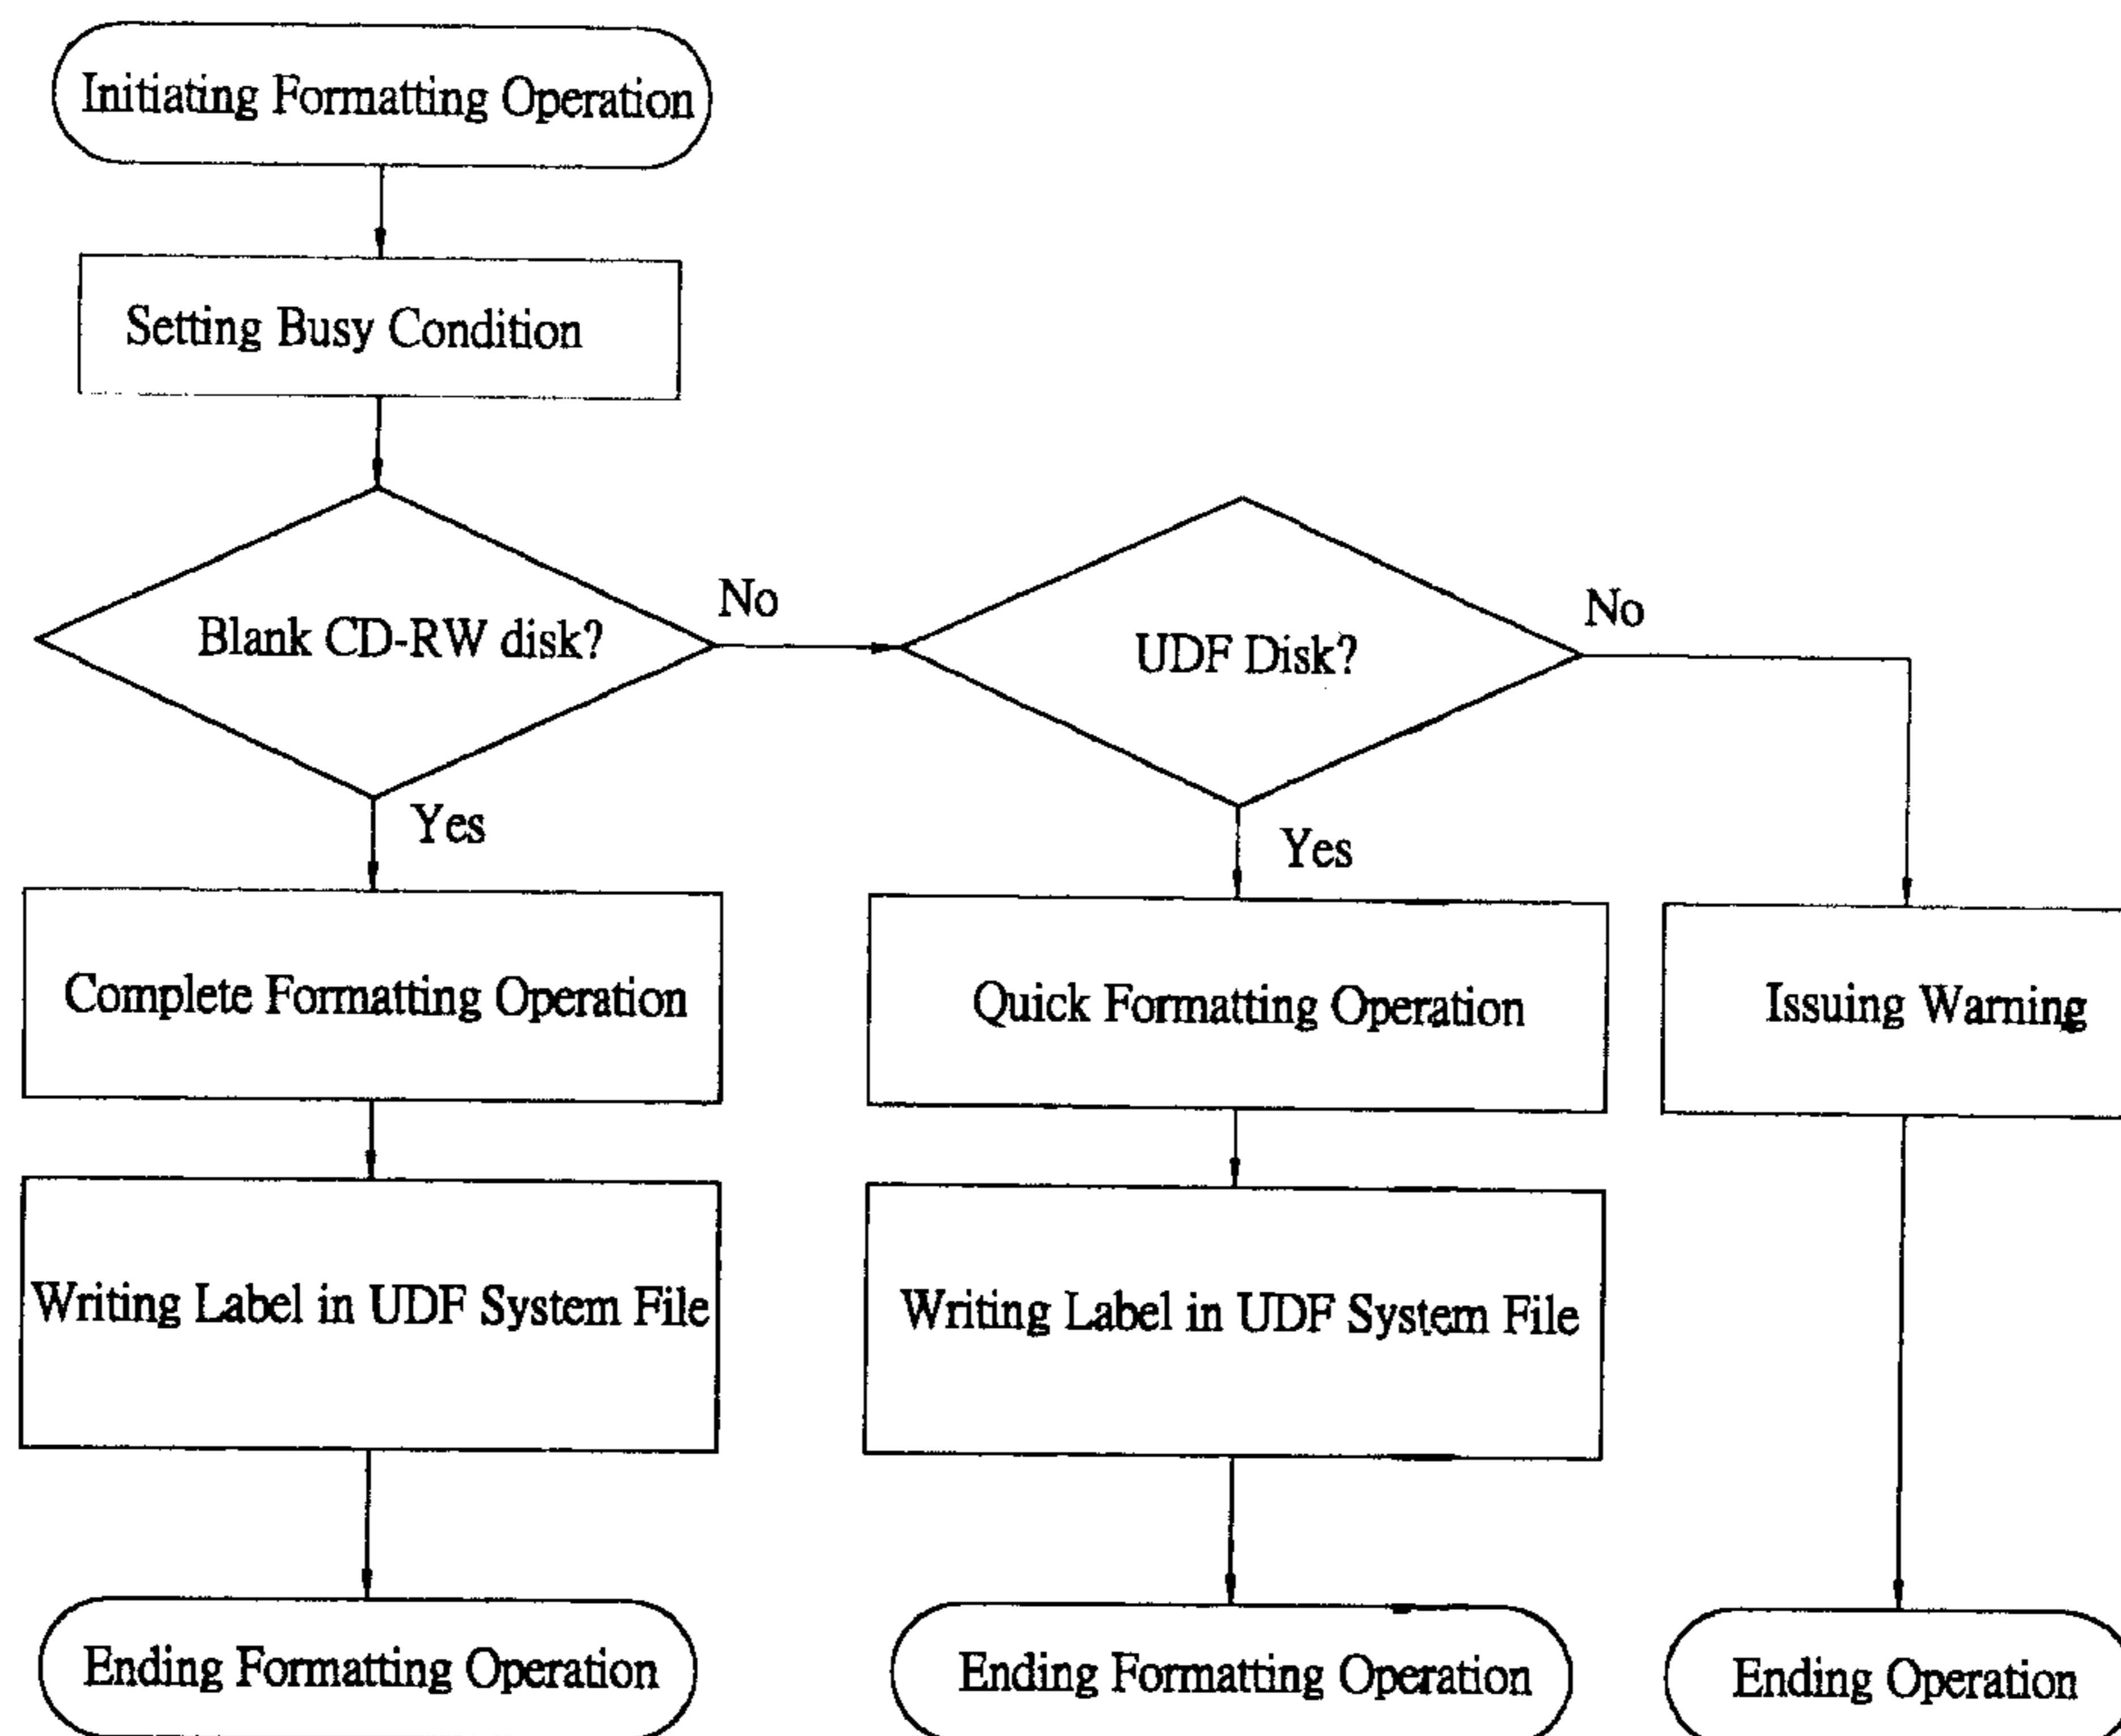 Initiating Formatting Operation
Setting Busy Condition
Blank CD-RW disk?
No
UDF Disk?
No
Yes
Yes
Complete Formatting Operation
Quick Formatting Operation
Issuing Warning
Writing Label in UDF System File
Writing Label in UDF System File
Ending Formatting Operation
Ending Formatting Operation
Ending Operation